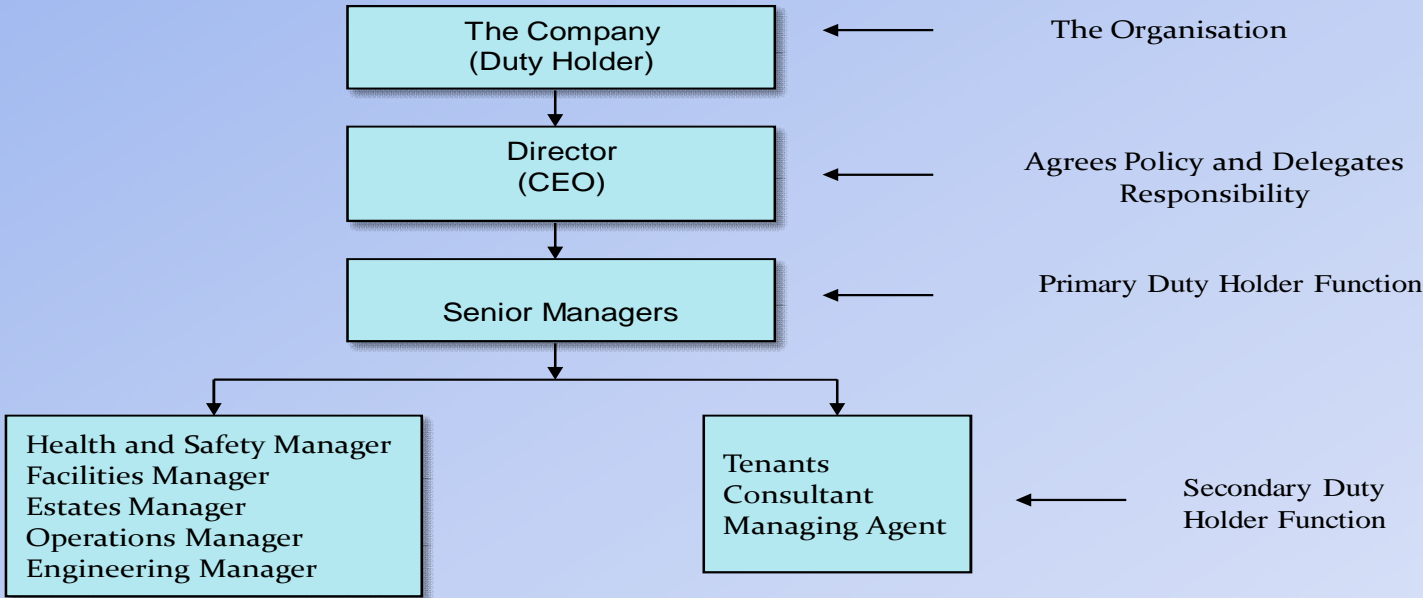 The Company
(Duty Holder)
The Organisation
Director
(CEO)
Agrees Policy and Delegates
Responsibility
Senior Managers
Primary Duty Holder Function
Health and Safety Manager
Facilities Manager
Estates Manager
Operations Manager
Engineering Manager
Tenants
Consultant
Managing Agent
Secondary Duty
Holder Function